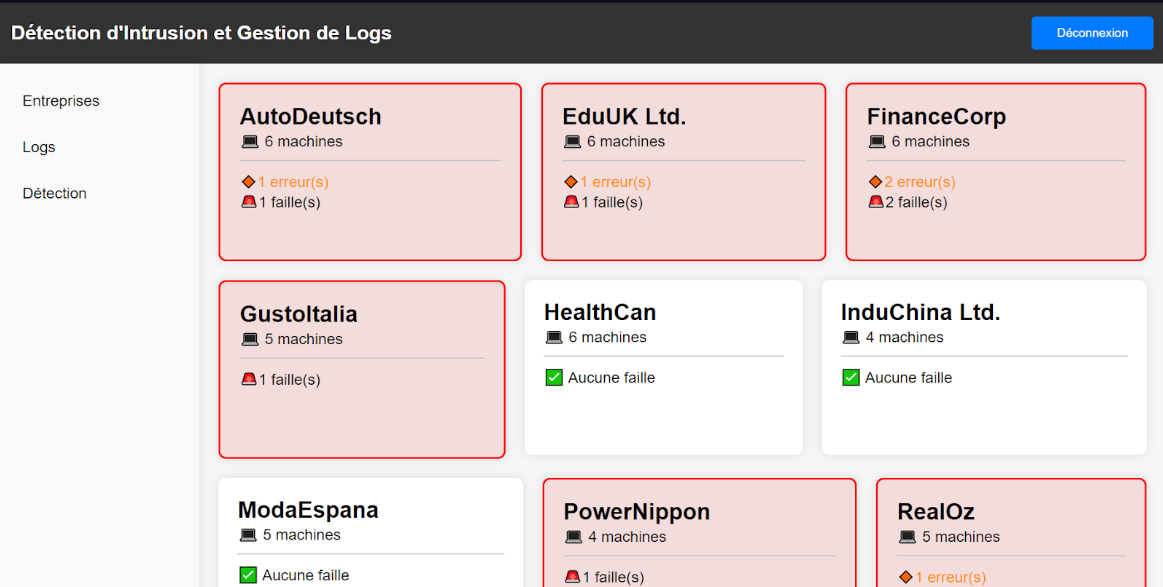 Détection d'Intrusion et Gestion de Logs
Déconnexion
Entreprises
Logs
Détection
AutoDeutsch
6 machines
1 erreur(s)
1 faille(s)
EduUK Ltd.
6 machines
1 erreur(s)
1 faille(s)
FinanceCorp
6 machines
2 erreur(s)
2 faille(s)
GustoItalia
5 machines
1 faille(s)
HealthCan
6 machines
Aucune faille
InduChina Ltd.
4 machines
Aucune faille
ModaEspana
5 machines
Aucune faille
PowerNippon
4 machines
1 faille(s)
RealOz
5 machines
1 erreur(s)